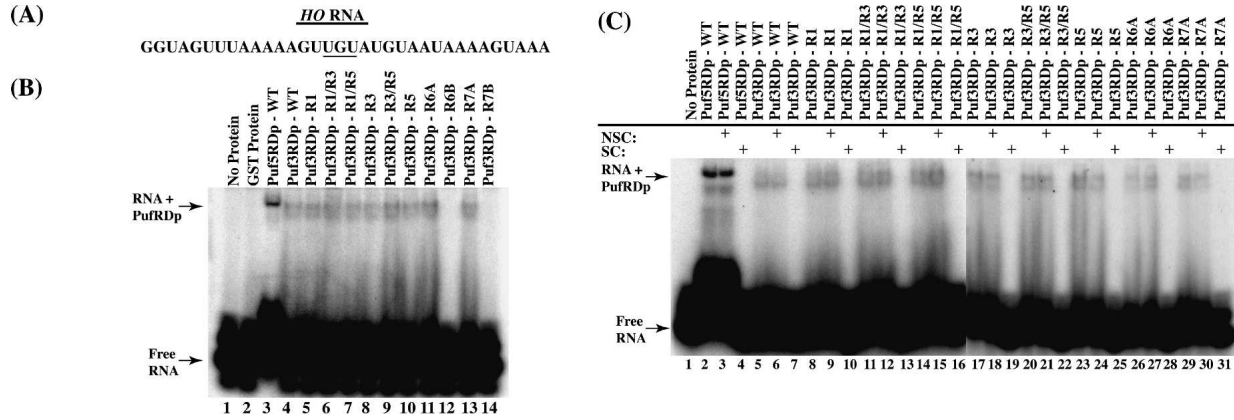 (A)
HO RNA
GGUAGUUUAAAAAGUUGUAUGUAAUAAAAGUAAA
(B)
No Protein
GST Protein
Puf5RDp - WT
Puf3RDp - WT
Puf3RDp - R1
Puf3RDp - R1/R3
Puf3RDp - R1/R5
Puf3RDp - R3
Puf3RDp - R3/R5
Puf3RDp - R5
Puf3RDp - R6A
Puf3RDp - R6B
Puf3RDp - R7A
Puf3RDp - R7B
RNA +
PufRDp
Free
RNA
1 2 3 4 5 6 7 8 9 10 11 12 13 14
(C)
No Protein
Puf5RDp - WT
Puf5RDp - WT
Puf5RDp - WT
Puf3RDp - WT
Puf3RDp - WT
Puf3RDp - WT
Puf3RDp - R1
Puf3RDp - R1
Puf3RDp - R1
Puf3RDp - R1/R3
Puf3RDp - R1/R3
Puf3RDp - R1/R3
Puf3RDp - R1/R5
Puf3RDp - R1/R5
Puf3RDp - R1/R5
Puf3RDp - R3
Puf3RDp - R3
Puf3RDp - R3
Puf3RDp - R3/R5
Puf3RDp - R3/R5
Puf3RDp - R3/R5
Puf3RDp - R5
Puf3RDp - R5
Puf3RDp - R5
Puf3RDp - R6A
Puf3RDp - R6A
Puf3RDp - R6A
Puf3RDp - R7A
Puf3RDp - R7A
Puf3RDp - R7A
NSC: + + + + + + + + + +
SC: + + + + + + + + + +
RNA +
PufRDp
Free
RNA
1 2 3 4 5 6 7 8 9 10 11 12 13 14 15 16 17 18 19 20 21 22 23 24 25 26 27 28 29 30 31